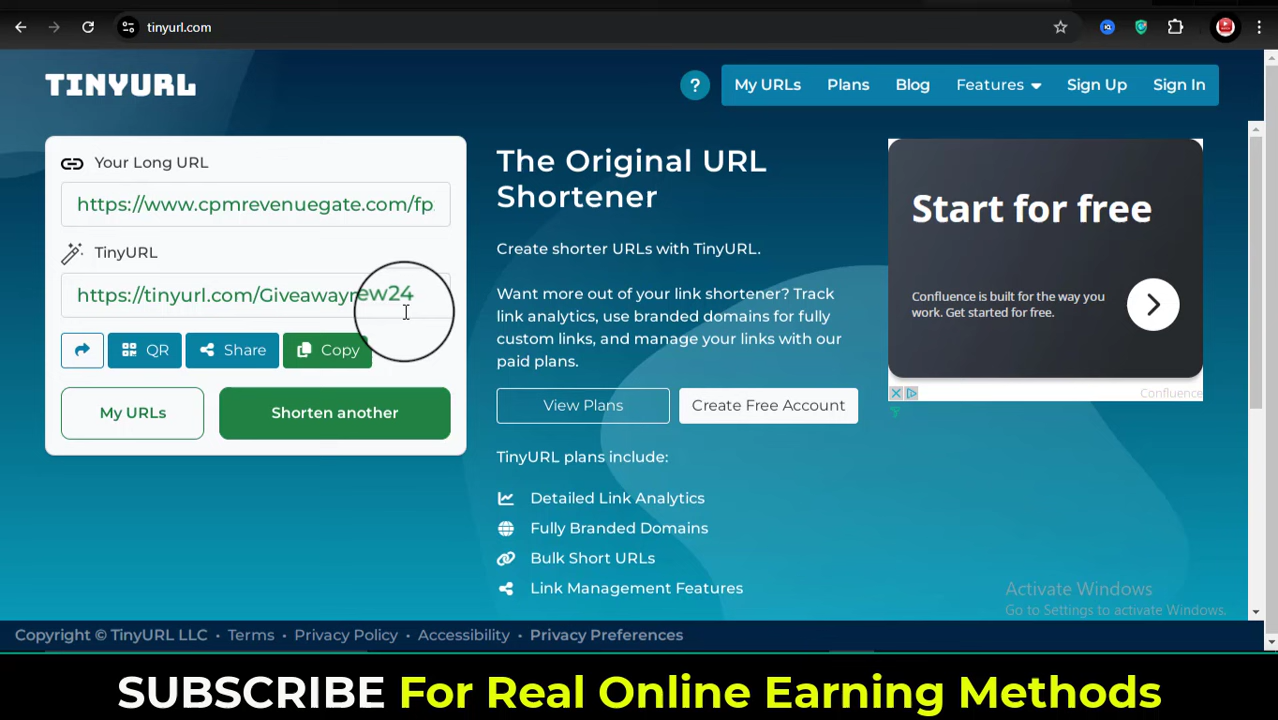 tinyurl.com
TINYURL
?
My URLs
Plans
Blog
Features
Sign Up
Sign In
Your Long URL
https://www.cpmrevenuegate.com/fp
TinyURL
https://tinyurl.com/Giveawayrew24
QR
Share
Copy
My URLs
Shorten another
The Original URL
Shortener
Create shorter URLs with TinyURL.
Want more out of your link shortener? Track
link analytics, use branded domains for fully
custom links, and manage your links with our
paid plans.
View Plans
Create Free Account
TinyURL plans include:
Detailed Link Analytics
Fully Branded Domains
Bulk Short URLs
Link Management Features
Start for free
Confluence is built for the way you
work. Get started for free.
Confluence
Activate Windows
Go to Settings to activate Windows.
Copyright © TinyURL LLC • Terms • Privacy Policy • Accessibility • Privacy Preferences
SUBSCRIBE For Real Online Earning Methods